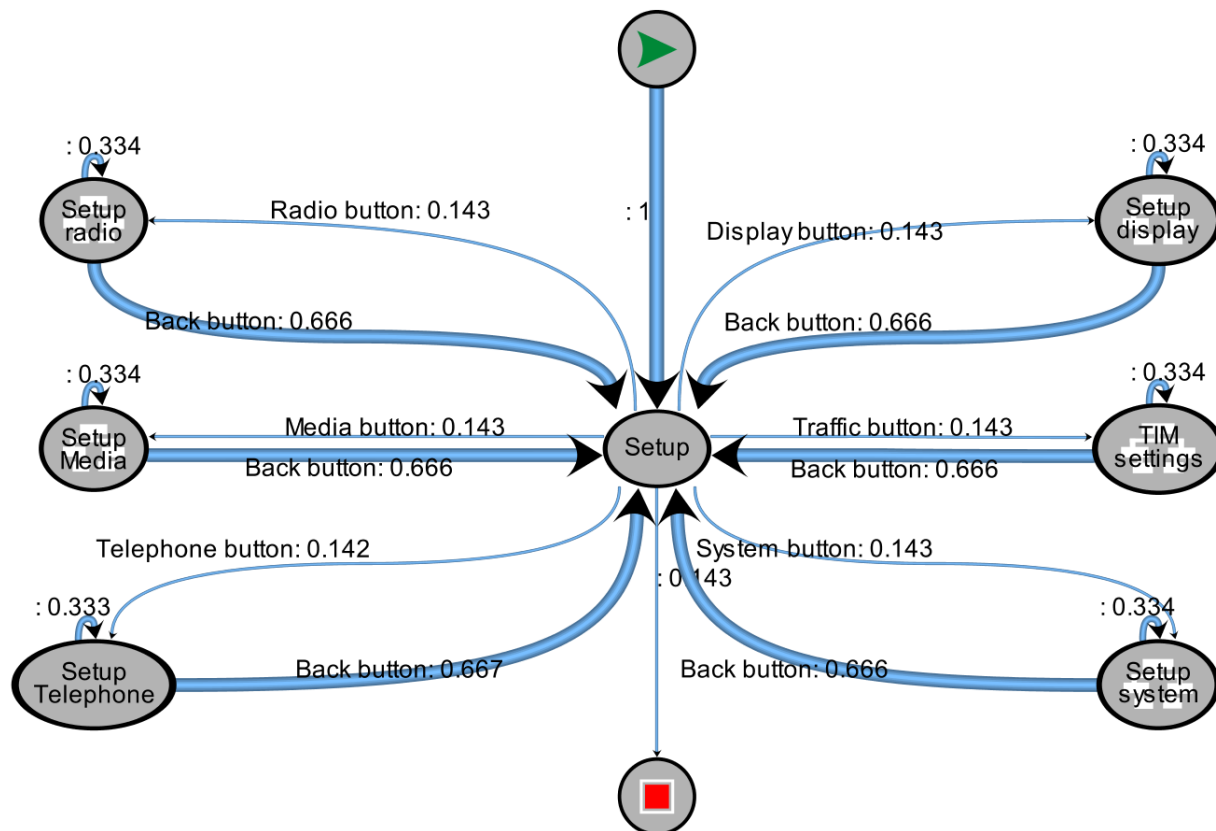 : 0.334
: 0.334
Setup
radio
Radio button: 0.143
: 1
Display button: 0.143
Setup
display
Back button: 0.666
Back button: 0.666
: 0.334
: 0.334
Setup
Media
Media button: 0.143
Back button: 0.666
Setup
Traffic button: 0.143
Back button: 0.666
TIM
settings
Telephone button: 0.142
System button: 0.143
: 0.143
: 0.333
: 0.334
Setup
Telephone
Back button: 0.667
Back button: 0.666
Setup
system